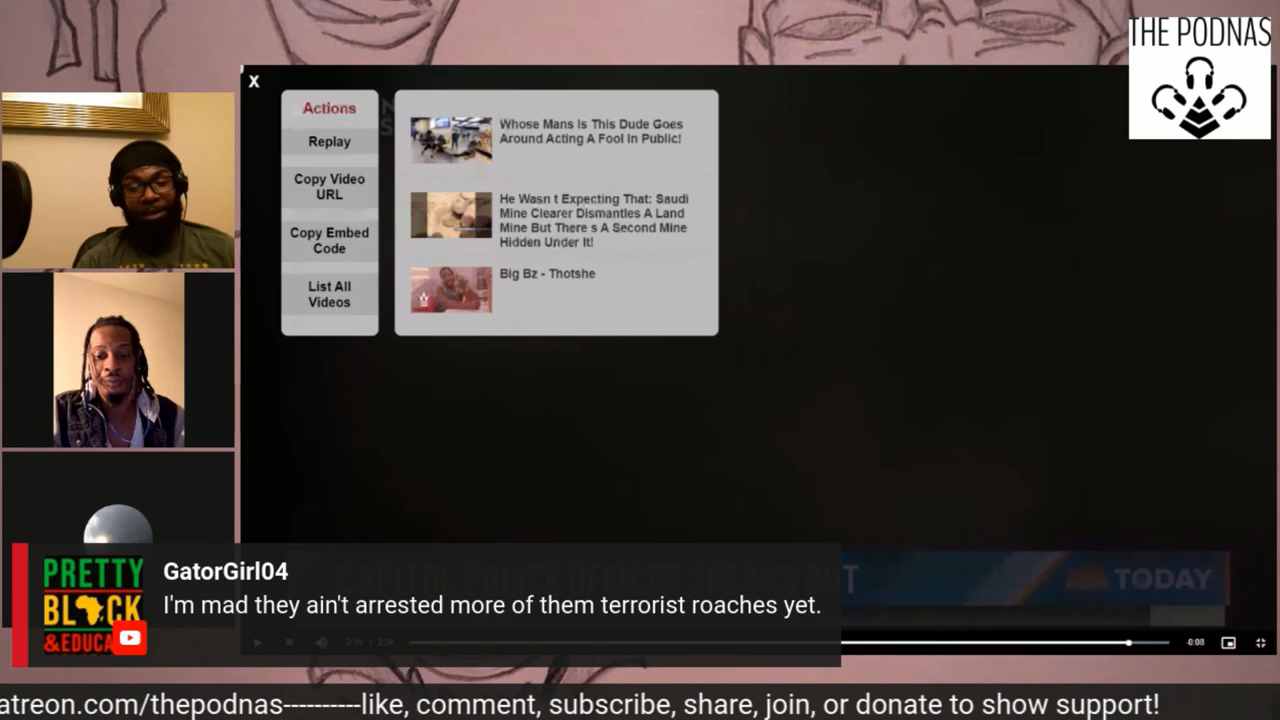 THE PODNAS
X
Actions
Replay
Copy Video
URL
Copy Embed
Code
List All
Videos
Whose Mans Is This Dude Goes
Around Acting A Fool In Public!
He Wasn t Expecting That: Saudi
Mine Clearer Dismantles A Land
Mine But There s A Second Mine
Hidden Under It!
Big Bz - Thotshe
TODAY
PRETTY
BLACK
&EDUCA
GatorGirl04
I'm mad they ain't arrested more of them terrorist roaches yet.
-0:03
atreon.com/thepodnas----------like, comment, subscribe, share, join, or donate to show support!